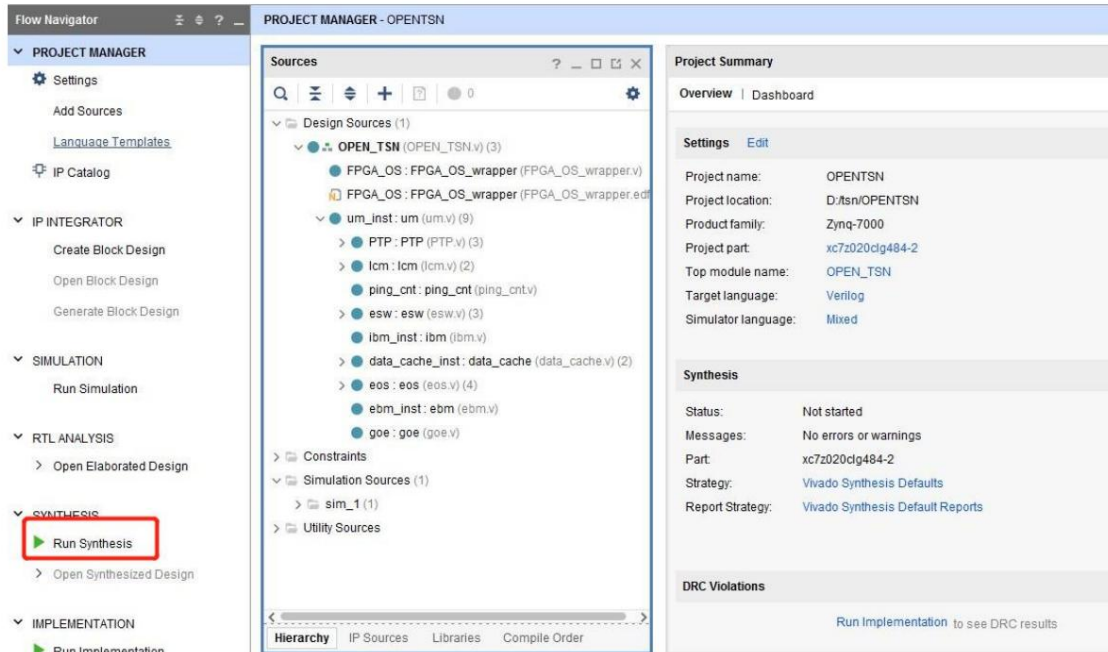 Flow Navigator
? _
PROJECT MANAGER - OPENTSN
PROJECT MANAGER
Settings
Add Sources
Language Templates
IP Catalog
IP INTEGRATOR
Create Block Design
Open Block Design
Generate Block Design
SIMULATION
Run Simulation
RTL ANALYSIS
Open Elaborated Design
SYNTHESIS
Run Synthesis
Open Synthesized Design
IMPLEMENTATION
Run Implementation
Sources
? _
0
Design Sources (1)
OPEN_TSN (OPEN_TSN.v) (3)
FPGA_OS : FPGA_OS_wrapper (FPGA_OS_wrapper.v)
FPGA_OS : FPGA_OS_wrapper (FPGA_OS_wrapper.edf
um_inst : um (um.v) (9)
PTP : PTP (PTP.v) (3)
lcm : lcm (lcm.v) (2)
ping_cnt : ping_cnt (ping_cnt.v)
esw : esw (esw.v) (3)
ibm_inst : ibm (ibm.v)
data_cache_inst : data_cache (data_cache.v) (2)
eos : eos (eos.v) (4)
ebm_inst : ebm (ebm.v)
goe : goe (goe.v)
Constraints
Simulation Sources (1)
sim_1 (1)
Utility Sources
Hierarchy IP Sources Libraries Compile Order
Project Summary
Overview | Dashboard
Settings Edit
Project name: OPENTSN
Project location: D:/tsn/OPENTSN
Product family: Zynq-7000
Project part: xc7z020clg484-2
Top module name: OPEN_TSN
Target language: Verilog
Simulator language: Mixed
Synthesis
Status: Not started
Messages: No errors or warnings
Part: xc7z020clg484-2
Strategy: Vivado Synthesis Defaults
Report Strategy: Vivado Synthesis Default Reports
DRC Violations
Run Implementation to see DRC results